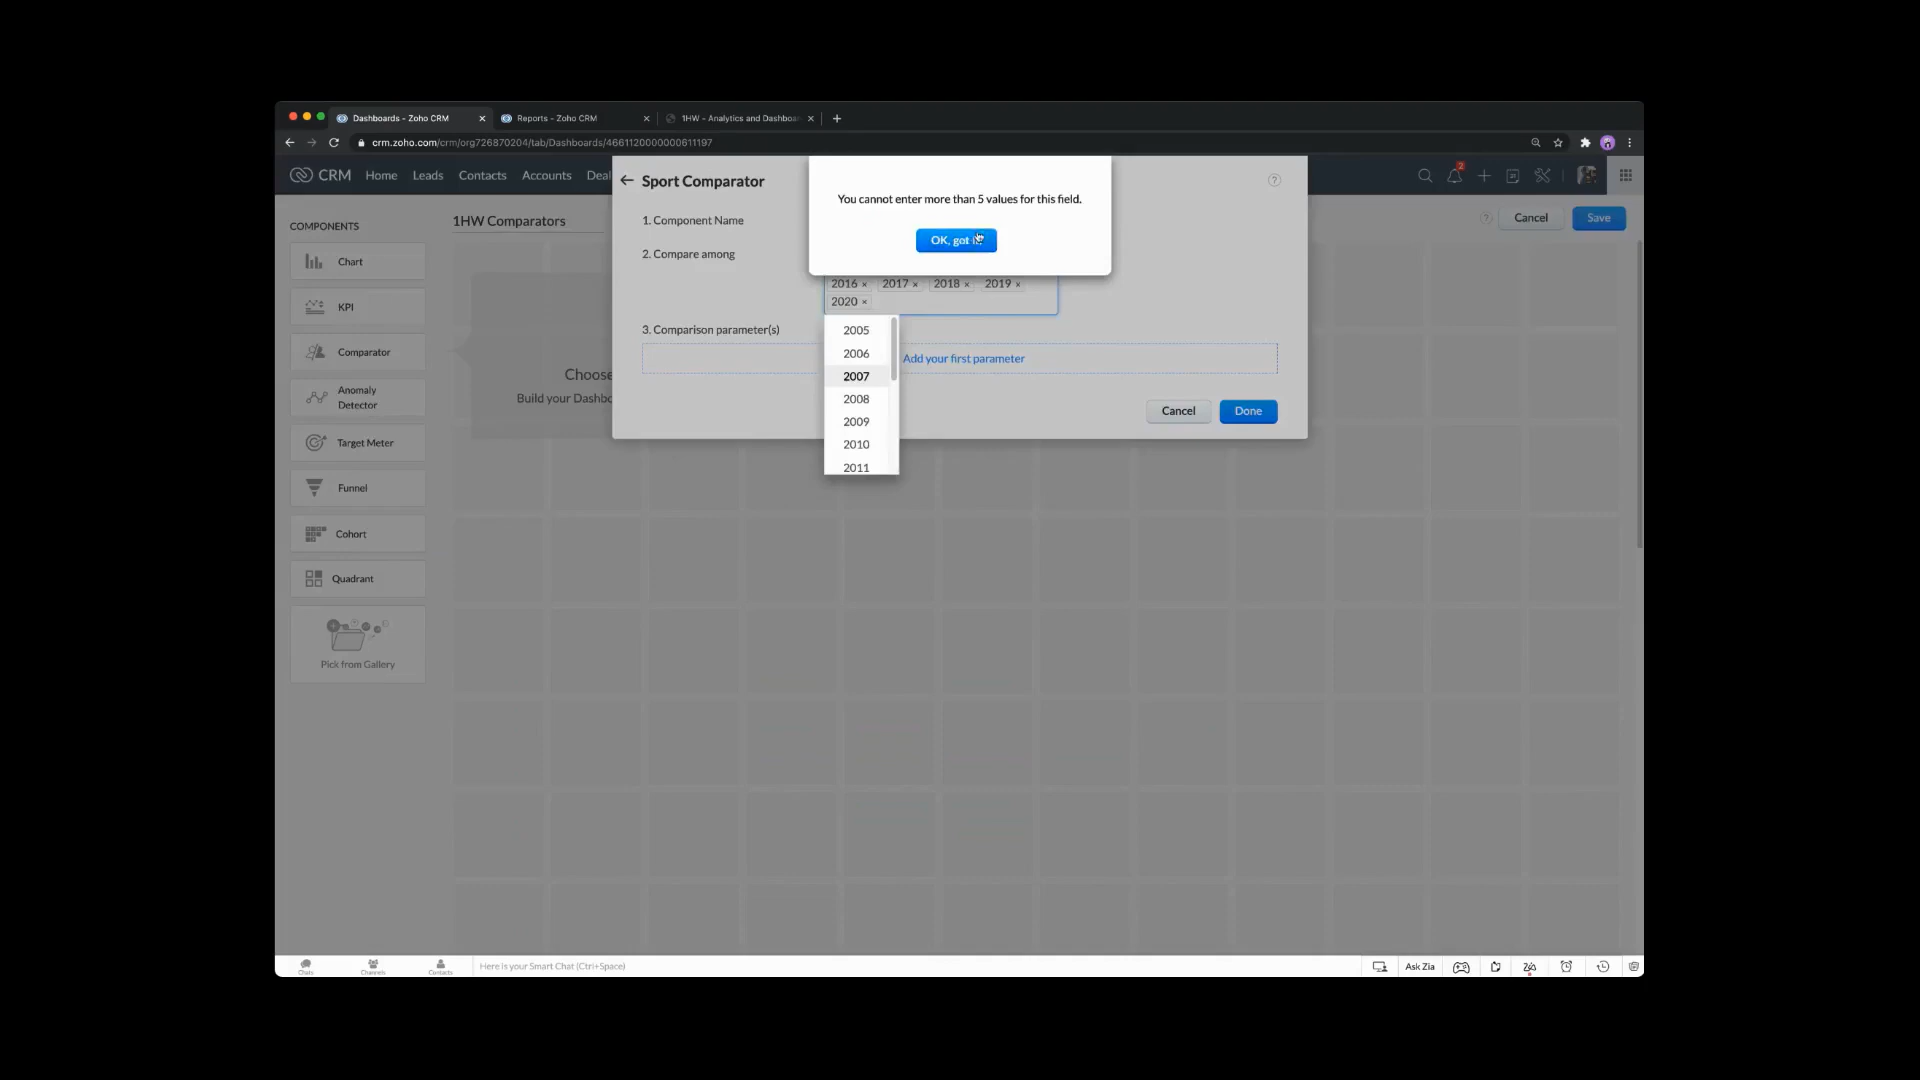 Dashboards - Zoho CRM
Reports - Zoho CRM
1HW - Analytics and Dashboa
crm.zoho.com/crm/org726870204/tab/Dashboards/4661120000000611197
CRM Home Leads Contacts Accounts Deal
2
COMPONENTS
Chart
KPI
Comparator
Anomaly
Detector
Target Meter
Funnel
Cohort
Quadrant
Pick from Gallery
1HW Comparators
? Cancel Save
Choose
Build your Dashbo
Sport Comparator
?
1. Component Name
2. Compare among
You cannot enter more than 5 values for this field.
OK, got
2016 × 2017 × 2018 × 2019 ×
2020 ×
3. Comparison parameter(s)
Add your first parameter
2005
2006
2007
2008
2009
2010
2011
Cancel Done
Chats Channels Contacts
Here is your Smart Chat (Ctrl+Space)
Ask Zia